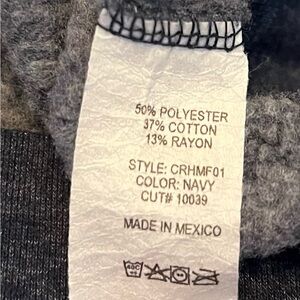 50% POLYESTER
37% COTTON
13% RAYON
STYLE: CRHMF01
COLOR: NAVY
CUT# 10039
MADE IN MEXICO